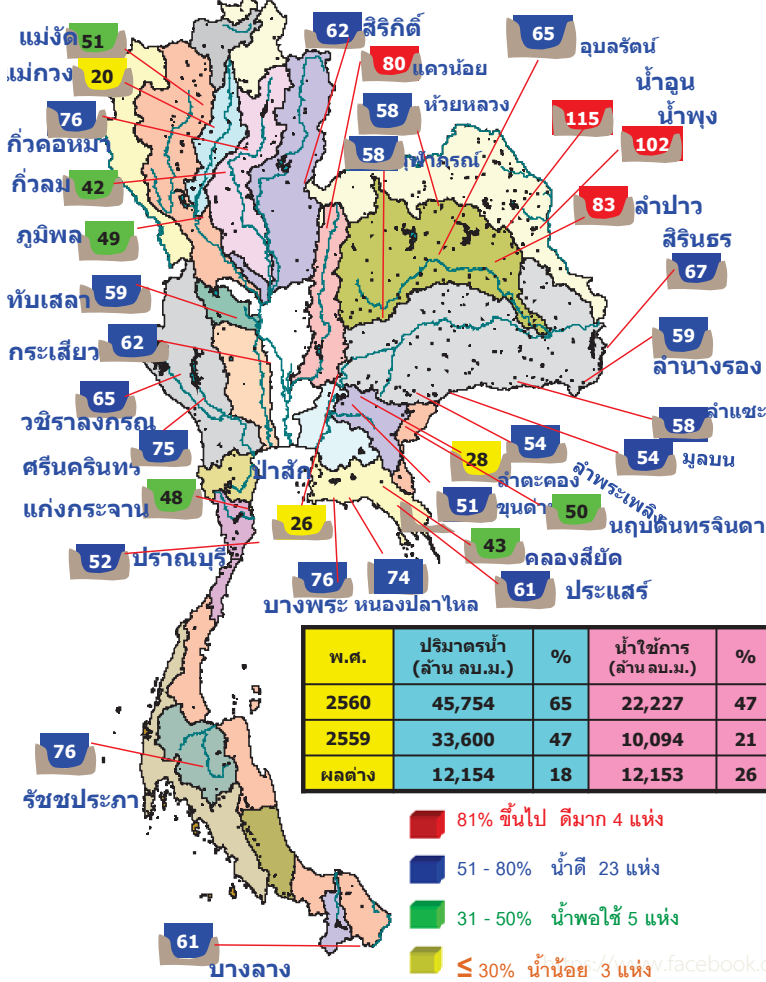 62
สิริกิติ์
65
อุบลรัตน์
แม่งัด
51
80
แควน้อย
แม่กวง
20
น้ำอูน
115
58
ห้วยหลวง
น้ำพุง
76
102
กิ่วคอหมา
58
จุฬาภรณ์
กิ่วลม
42
83
ลำปาว
ภูมิพล
49
สิรินธร
67
ทับเสลา
59
กระเสียว
62
59
ลำนางรอง
65
วชิราลงกรณ
58
ลำแชะ
75
54
28
54
มูลบน
ศรีนครินทร
ป่าสัก
ลำตะคอง
ลำพระเพลิง
แก่งกระจาน
48
51
ขุนด่าน
50
นฤบดินทรจินดา
26
43
คลองสียัด
52
ปราณบุรี
76
74
61
ประแสร์
บางพระ
หนองปลาไหล
พ.ศ. ปริมาตรน้ำ (ล้าน ลบ.ม.) % น้ำใช้การ (ล้าน ลบ.ม.) %
2560 45,754 65 22,227 47
2559 33,600 47 10,094 21
ผลต่าง 12,154 18 12,153 26
76
รัชชประภา
81% ขึ้นไป ดีมาก 4 แห่ง
51 - 80% น้ำดี 23 แห่ง
31 - 50% น้ำพอใช้ 5 แห่ง
≤ 30% น้ำน้อย 3 แห่ง
61
บางลาง